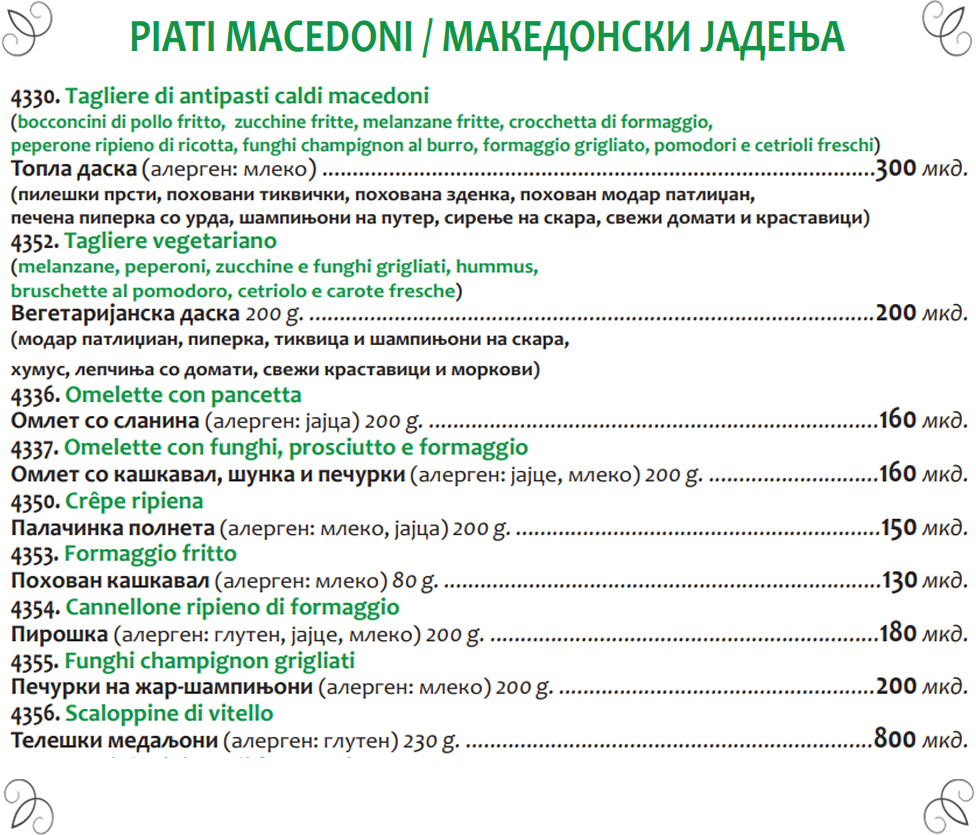 PIATI MACEDONI / МАКЕДОНСКИ ЈАДЕЊА
4330. Tagliere di antipasti caldi macedoni
(bocconcini di pollo fritto, zucchine fritte, melanzane fritte, crocchetta di formaggio,
peperone ripieno di ricotta, funghi champignon al burro, formaggio grigliato, pomodori e cetrioli freschi)
Топла даска (алерген: млеко) ................................................................................300 мкд.
(пилешки прсти, поховани тиквички, похована зденка, похован модар патлиџан,
печена пиперка со урда, шампињони на путер, сирење на скара, свежи домати и краставици)
4352. Tagliere vegetariano
(melanzane, peperoni, zucchine e funghi grigliati, hummus,
bruschette al pomodoro, cetriolo e carote fresche)
Вегетаријанска даска 200 g. ................................................................................200 мкд.
(модар патлиџиан, пиперка, тиквица и шампињони на скара,
хумус, лепчиња со домати, свежи краставици и моркови)
4336. Omelette con pancetta
Омлет со сланина (алерген: јајца) 200 g. ................................................................160 мкд.
4337. Omelette con funghi, prosciutto e formaggio
Омлет со кашкавал, шунка и печурки (алерген: јајце, млеко) 200 g. ........................160 мкд.
4350. Crêpe ripiena
Палачинка полнета (алерген: млеко, јајца) 200 g. ....................................................150 мкд.
4353. Formaggio fritto
Похован кашкавал (алерген: млеко) 80 g. ..............................................................130 мкд.
4354. Cannellone ripieno di formaggio
Пирошка (алерген: глутен, јајце, млеко) 200 g. ........................................................180 мкд.
4355. Funghi champignon grigliati
Печурки на жар-шампињони (алерген: млеко) 200 g. ..............................................200 мкд.
4356. Scaloppine di vitello
Телешки медаљони (алерген: глутен) 230 g. ...........................................................800 мкд.